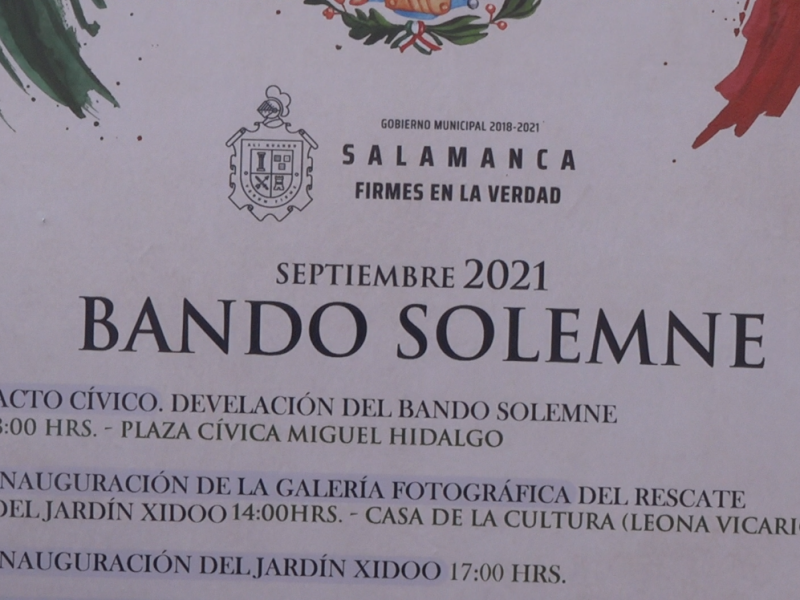 GOBIERNO MUNICIPAL 2018-2021
SALAMANCA
FIRMES EN LA VERDAD
SEPTIEMBRE 2021
BANDO SOLEMNE
ACTO CÍVICO. DEVELACIÓN DEL BANDO SOLEMNE
:00 HRS. - PLAZA CÍVICA MIGUEL HIDALGO
NAUGURACIÓN DE LA GALERÍA FOTOGRÁFICA DEL RESCATE
DEL JARDÍN XIDOO 14:00HRS. - CASA DE LA CULTURA (LEONA VICARIO
NAUGURACIÓN DEL JARDÍN XIDOO 17:00 HRS.